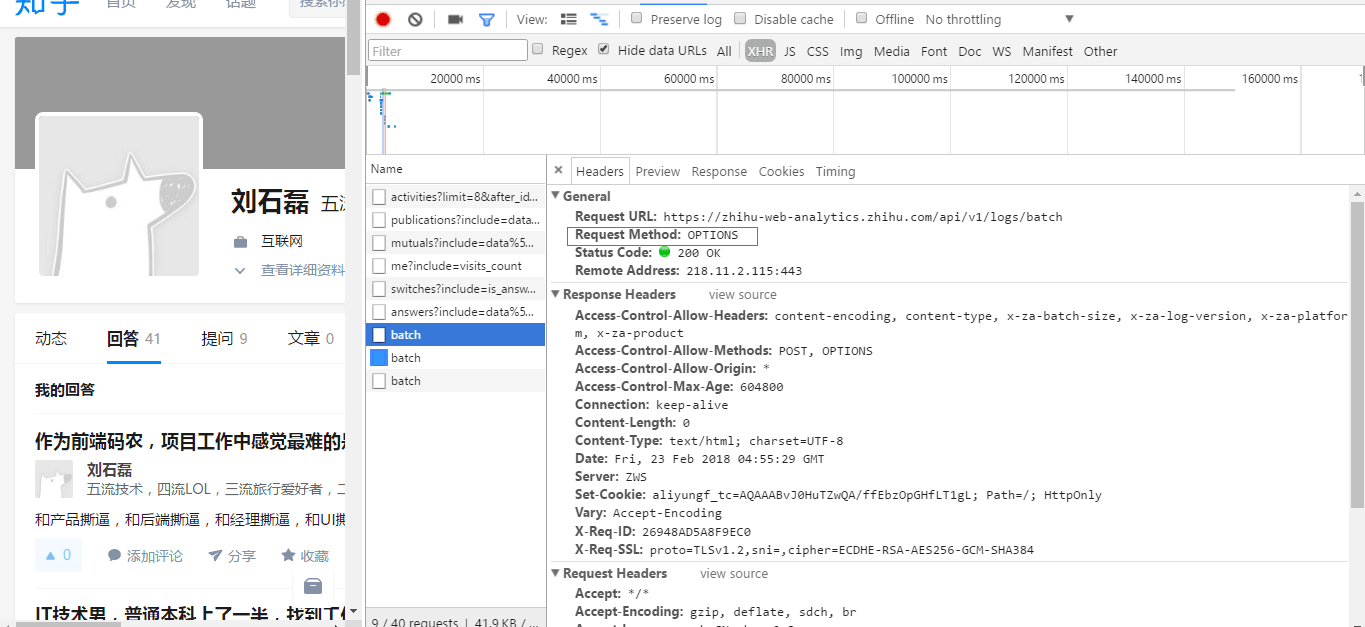 知乎
首页
发现
话题
刘石磊
五流
互联网
查看详细资料
动态
回答 41
提问 9
文章 0
我的回答
作为前端码农，项目工作中感觉最难的是
刘石磊
五流技术，四流LOL，三流旅行爱好者，二
和产品撕逼，和后端撕逼，和经理撕逼，和UI撕
0
添加评论
分享
收藏
IT技术男，普通本科上了一半，找到工作
View:
Preserve log
Disable cache
Offline
No throttling
Filter
Regex
Hide data URLs
All
XHR
JS
CSS
Img
Media
Font
Doc
WS
Manifest
Other
20000 ms
40000 ms
60000 ms
80000 ms
100000 ms
120000 ms
140000 ms
160000 ms
Name
activities?limit=8&after_id...
publications?include=data...
mutuals?include=data%5...
me?include=visits_count
switches?include=is_answ...
answers?include=data%5...
batch
batch
batch
9 / 40 requests | 41.9 KB / ...
Headers
Preview
Response
Cookies
Timing
General
Request URL: https://zhihu-web-analytics.zhihu.com/api/v1/logs/batch
Request Method: OPTIONS
Status Code: 200 OK
Remote Address: 218.11.2.115:443
Response Headers
view source
Access-Control-Allow-Headers: content-encoding, content-type, x-za-batch-size, x-za-log-version, x-za-platfor
m, x-za-product
Access-Control-Allow-Methods: POST, OPTIONS
Access-Control-Allow-Origin: *
Access-Control-Max-Age: 604800
Connection: keep-alive
Content-Length: 0
Content-Type: text/html; charset=UTF-8
Date: Fri, 23 Feb 2018 04:55:29 GMT
Server: ZWS
Set-Cookie: aliyungf_tc=AQAAABvJ0HuTZwQA/ffEbzOpGHfLT1gL; Path=/; HttpOnly
Vary: Accept-Encoding
X-Req-ID: 26948AD5A8F9EC0
X-Req-SSL: proto=TLSv1.2,sni=,cipher=ECDHE-RSA-AES256-GCM-SHA384
Request Headers
view source
Accept: */*
Accept-Encoding: gzip, deflate, sdch, br